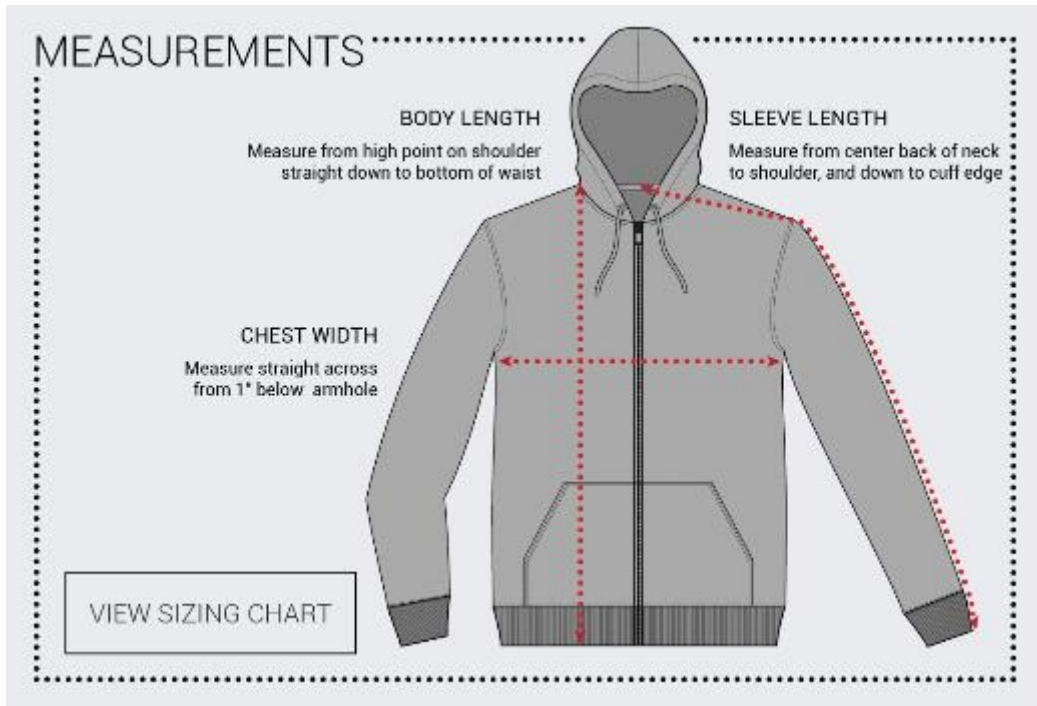 MEASUREMENTS
BODY LENGTH
Measure from high point on shoulder
straight down to bottom of waist
SLEEVE LENGTH
Measure from center back of neck
to shoulder, and down to cuff edge
CHEST WIDTH
Measure straight across
from 1" below armhole
VIEW SIZING CHART